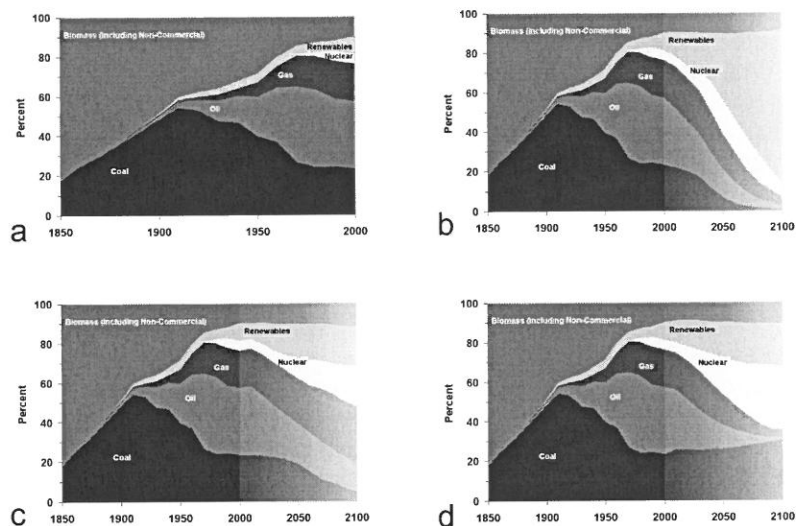 100
80
60
40
20
0
Percent
Biomass (Including Non-Commercial)
Renewables
Nuclear
Gas
Oil
Coal
1850
1900
1950
2000
a
100
80
60
40
20
0
Percent
Biomass (Including Non-Commercial)
Renewables
Nuclear
Gas
Oil
Coal
1850
1900
1950
2000
2050
2100
b
100
80
60
40
20
0
Percent
Biomass (Including Non-Commercial)
Renewables
Nuclear
Gas
Oil
Coal
1850
1900
1950
2000
2050
2100
c
100
80
60
40
20
0
Percent
Biomass (Including Non-Commercial)
Renewables
Nuclear
Gas
Oil
Coal
1850
1900
1950
2000
2050
2100
d